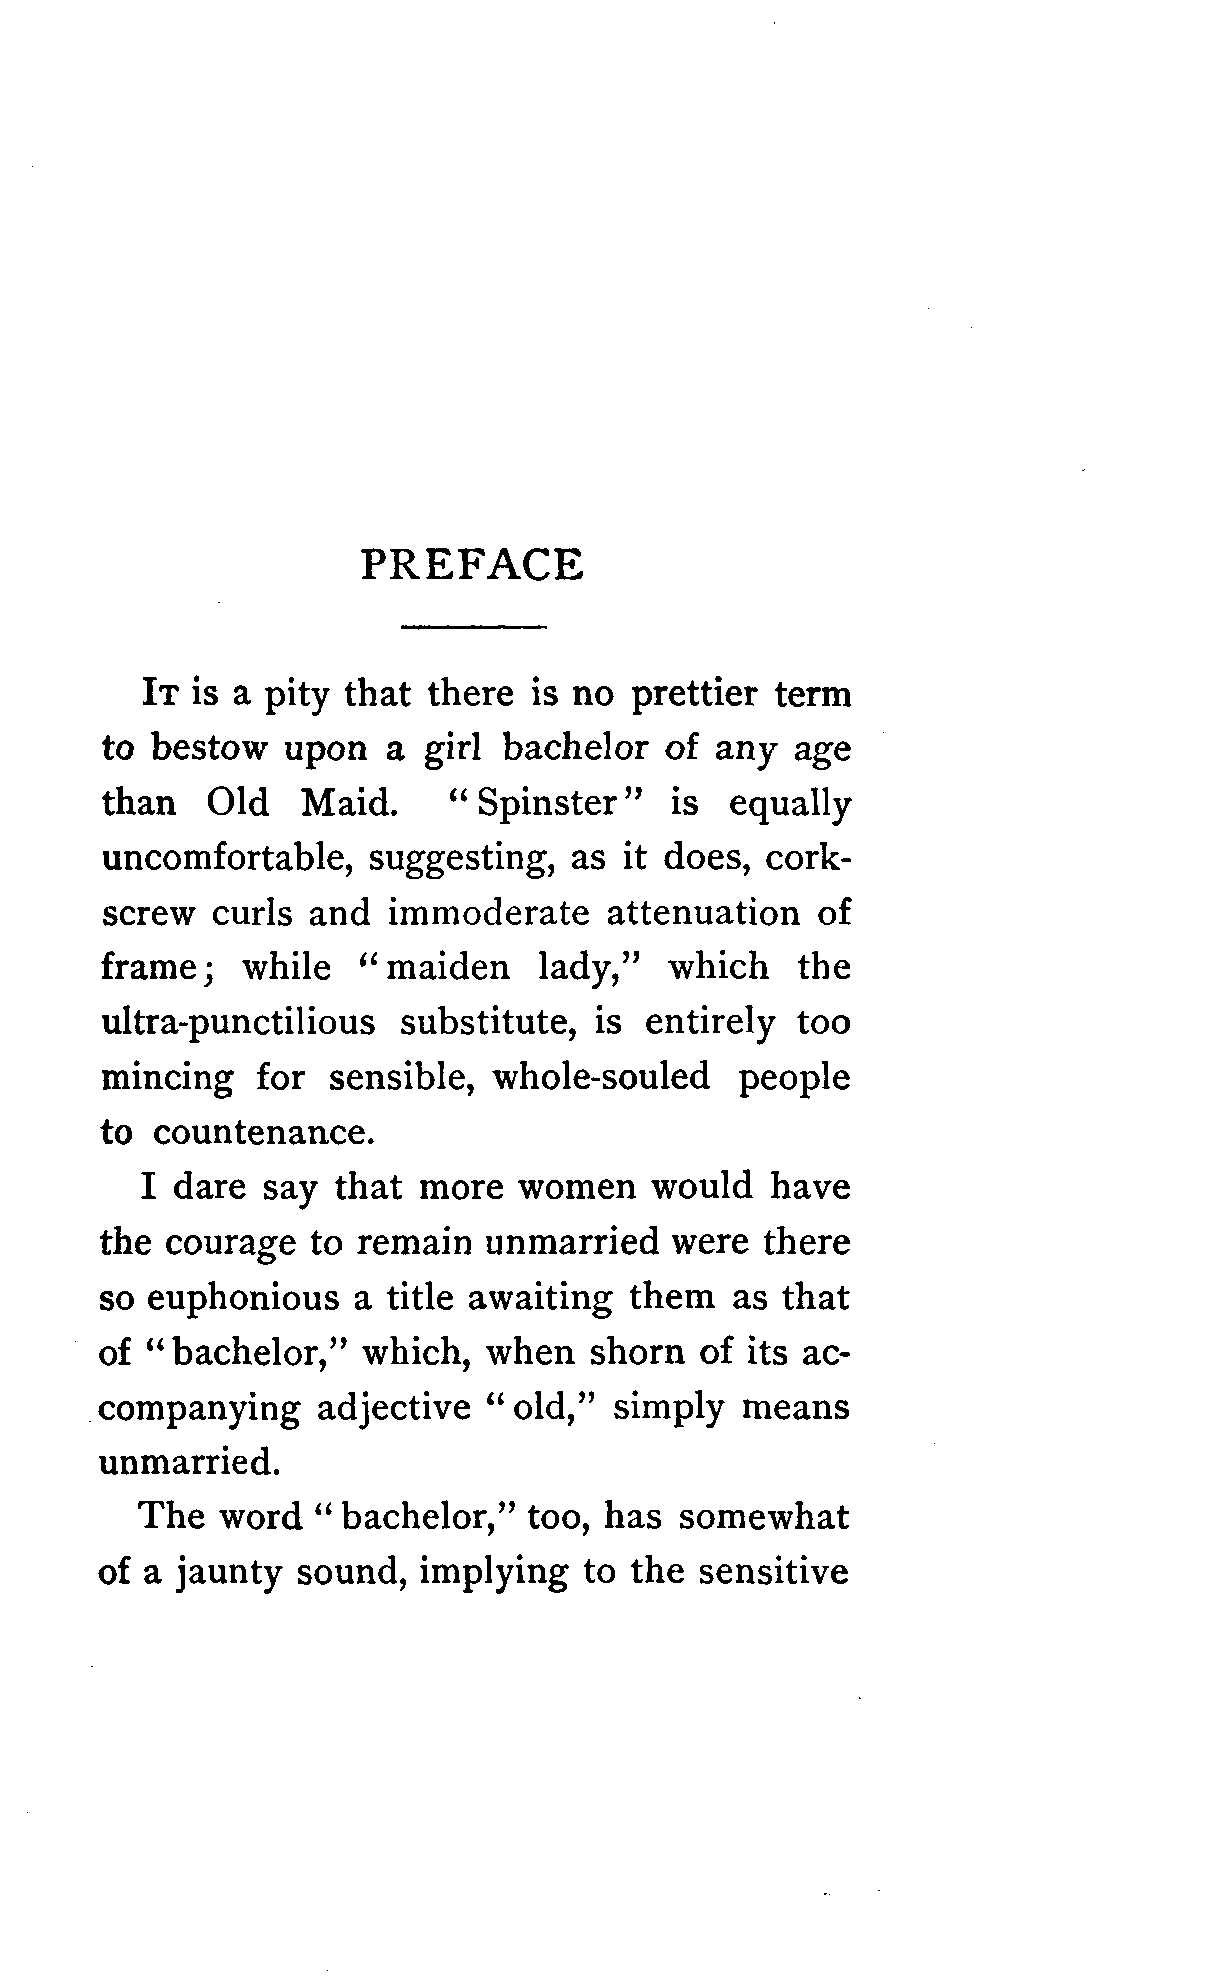 PREFACE
IT is a pity that there is no prettier term
to bestow upon a girl bachelor of any age
than Old Maid. "Spinster" is equally
uncomfortable, suggesting, as it does, cork-
screw curls and immoderate attenuation of
frame; while "maiden lady," which the
ultra-punctilious substitute, is entirely too
mincing for sensible, whole-souled people
to countenance.
I dare say that more women would have
the courage to remain unmarried were there
so euphonious a title awaiting them as that
of "bachelor," which, when shorn of its ac-
companying adjective "old," simply means
unmarried.
The word "bachelor," too, has somewhat
of a jaunty sound, implying to the sensitive